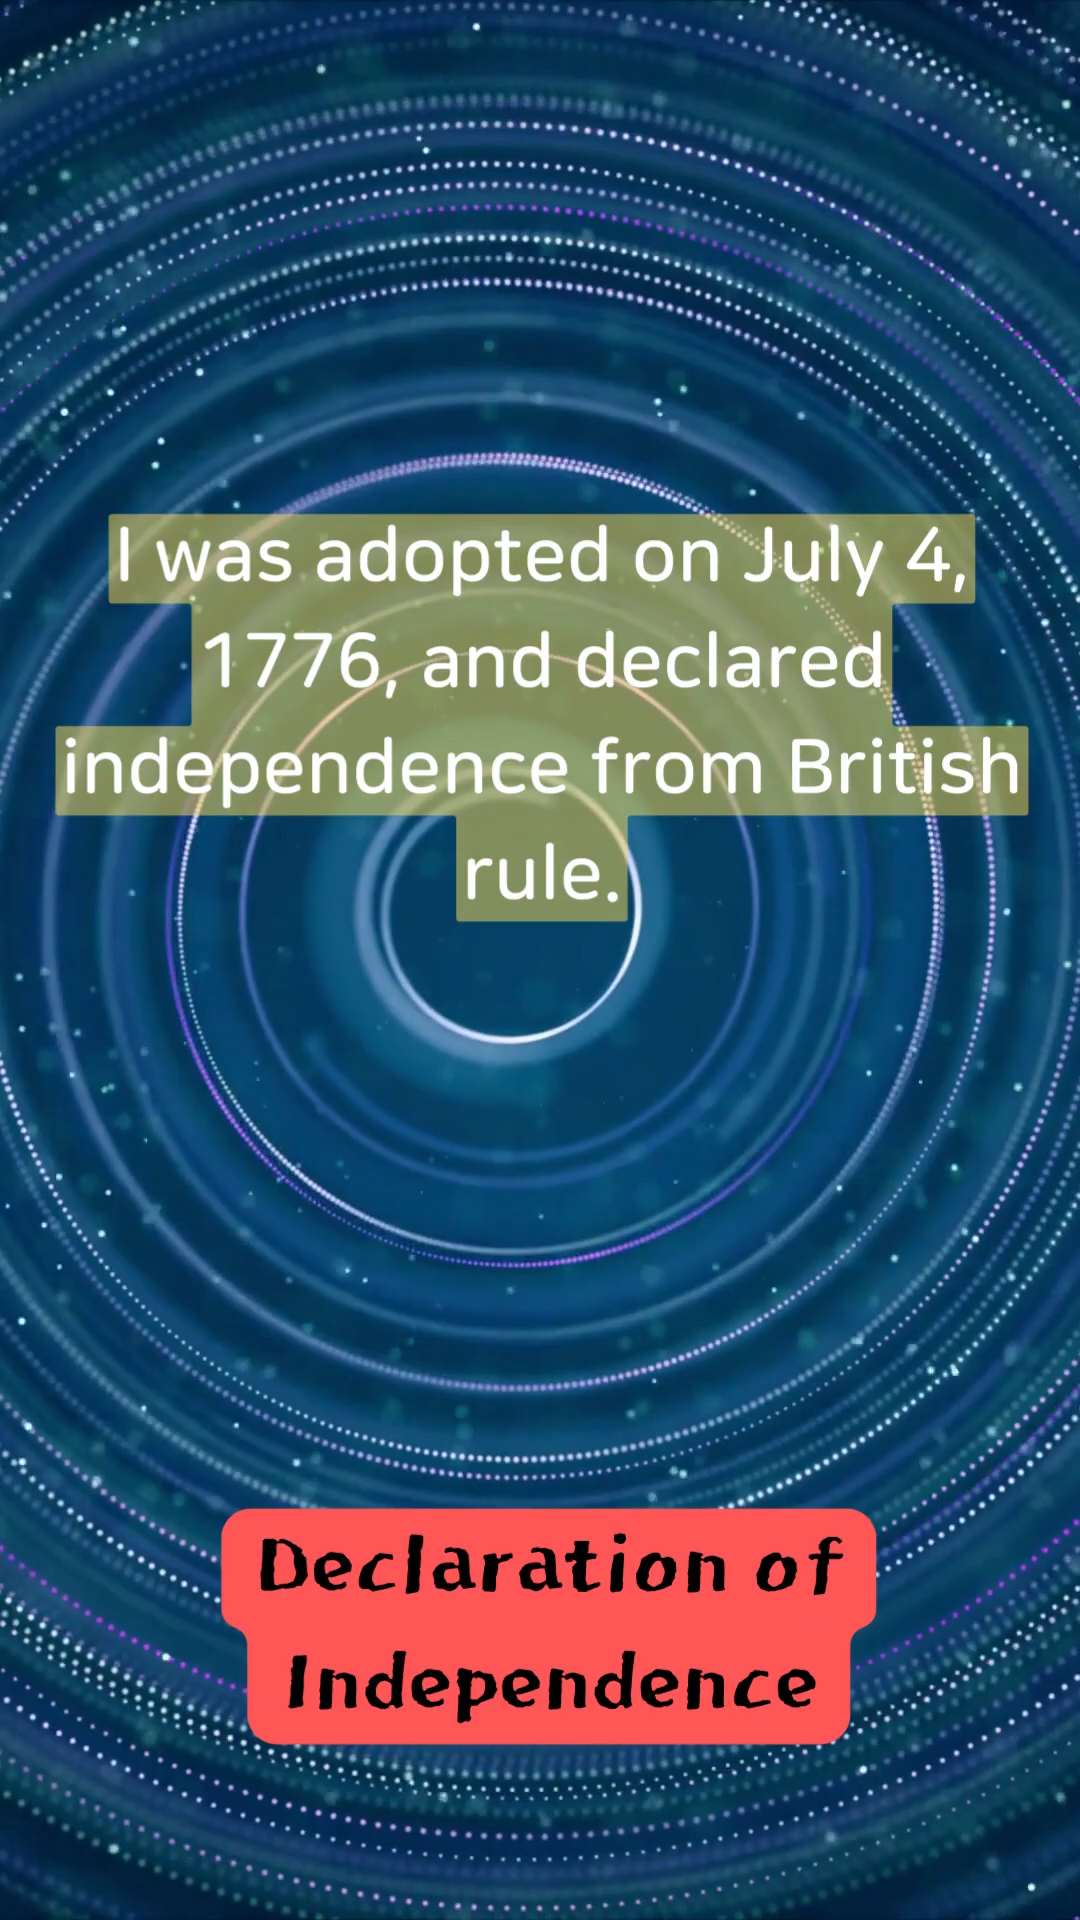 I was adopted on July 4,
1776, and declared
independence from British
rule.
Declaration of
Independence